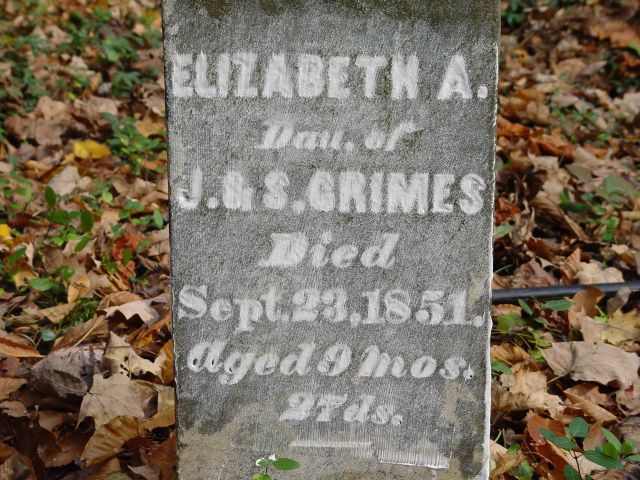 ELIZABETH A.
Dau. of
J. & S. GRIMES
Died
Sept. 23, 1851.
Aged 9 mos.
27 ds.